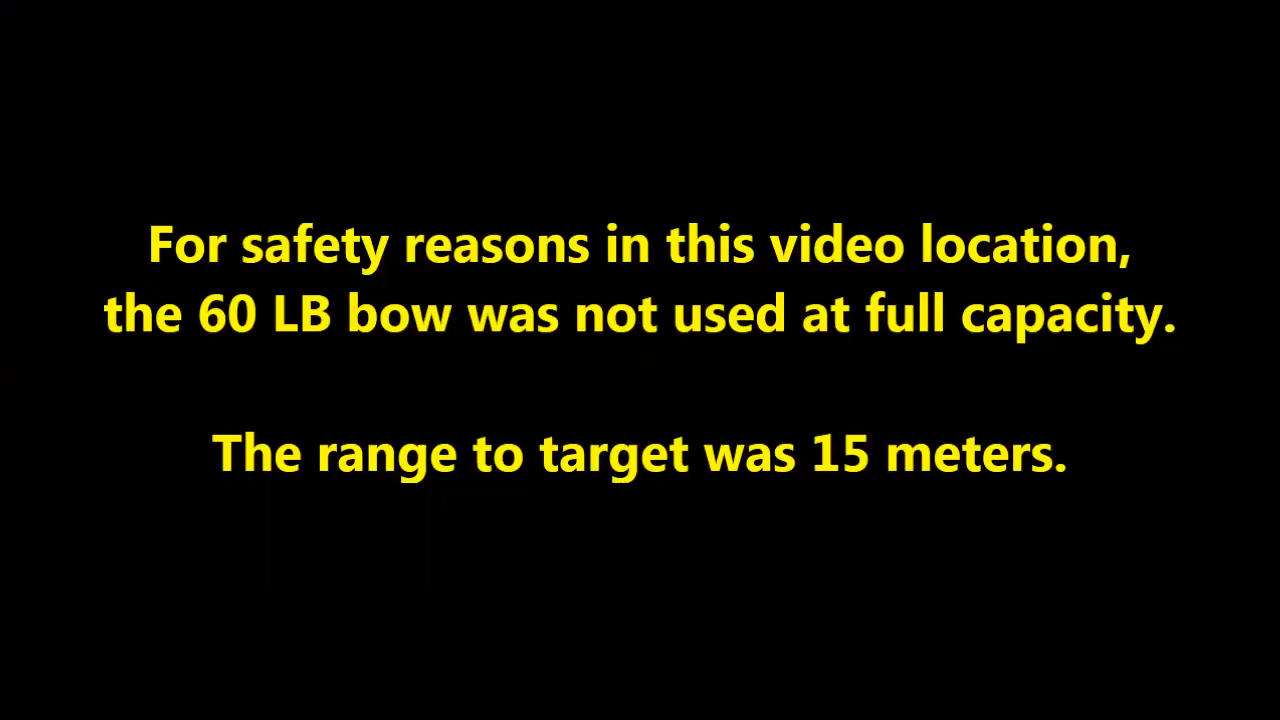 For safety reasons in this video location,
the 60 LB bow was not used at full capacity.
The range to target was 15 meters.